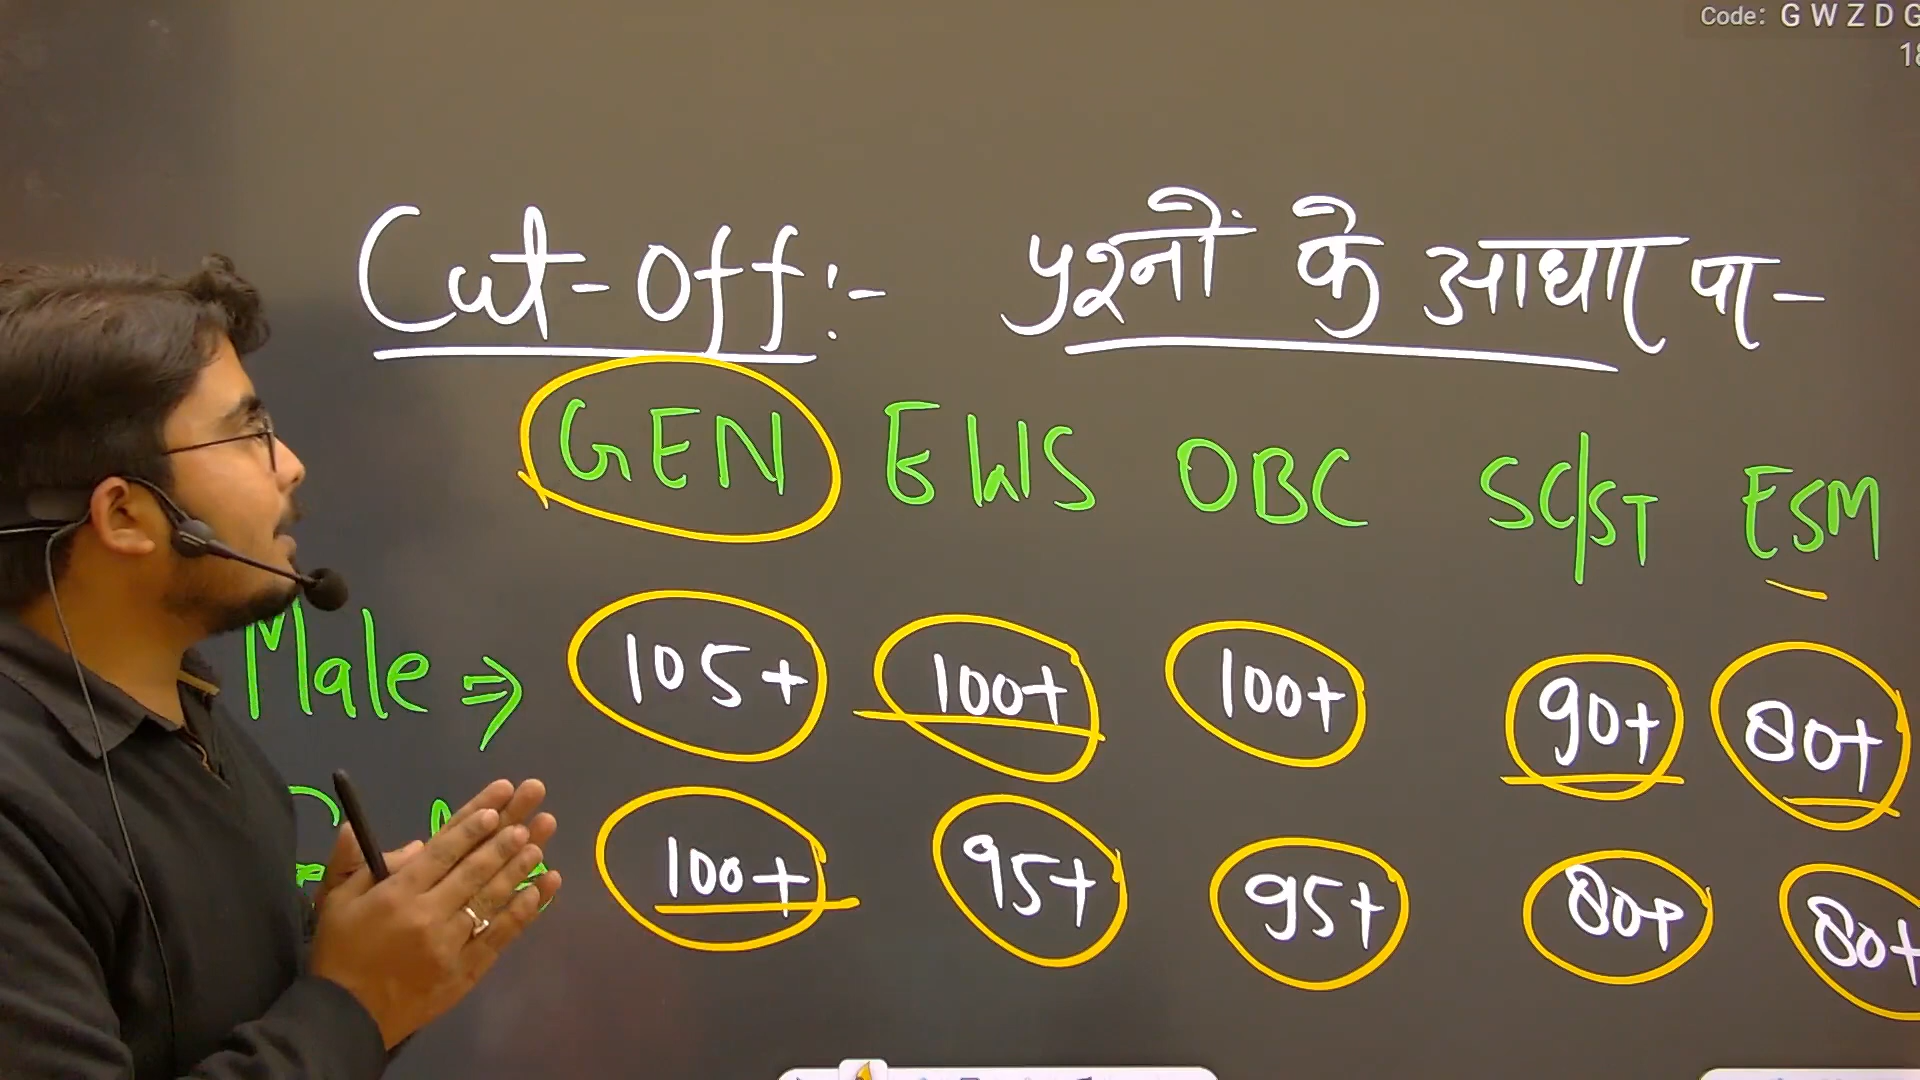 Code: G W Z D G
18
Cut-off:- प्रश्नों के आधार पर-
GEN EWS OBC SC/ST ESM
Male ⇒ 105+ 100+ 100+ 90+ 80+
100+ 95+ 95+ 80+ 80+